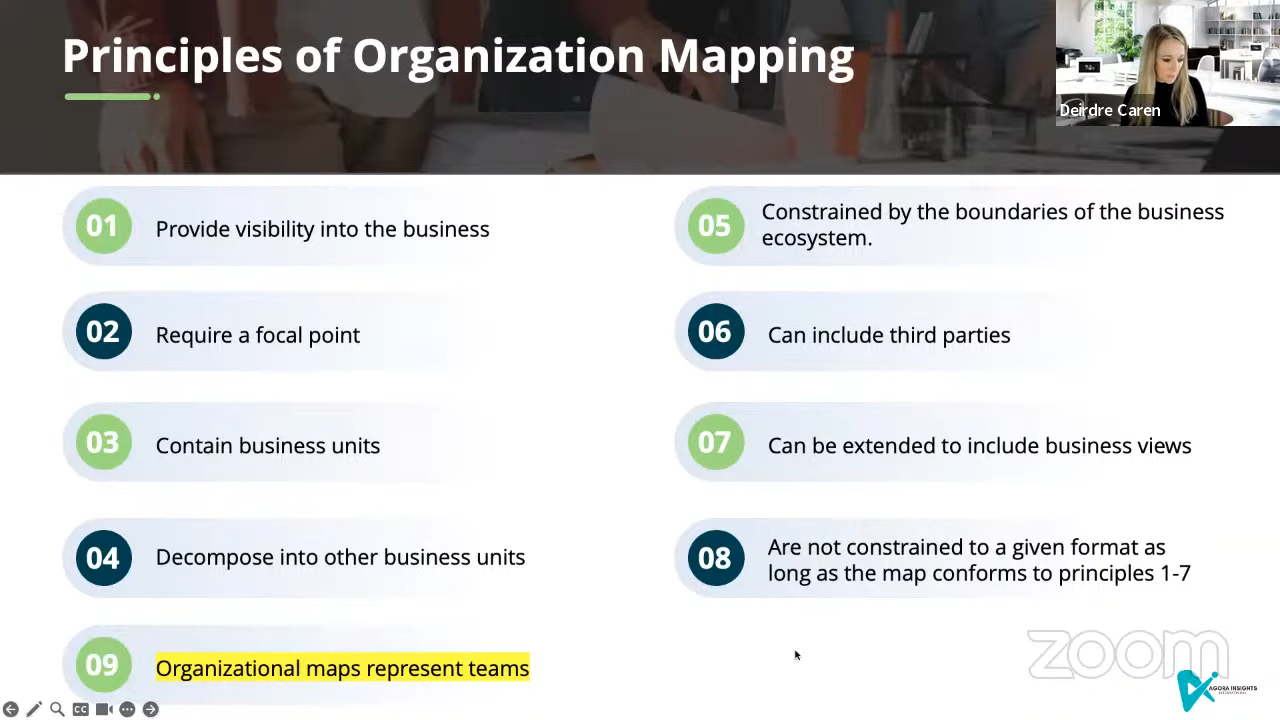 Principles of Organization Mapping
Deirdre Caren
01
Provide visibility into the business
02
Require a focal point
03
Contain business units
04
Decompose into other business units
09
Organizational maps represent teams
05
Constrained by the boundaries of the business
ecosystem.
06
Can include third parties
07
Can be extended to include business views
08
Are not constrained to a given format as
long as the map conforms to principles 1-7
zoom
AGORA INSIGHTS
INTERNATIONAL
CC